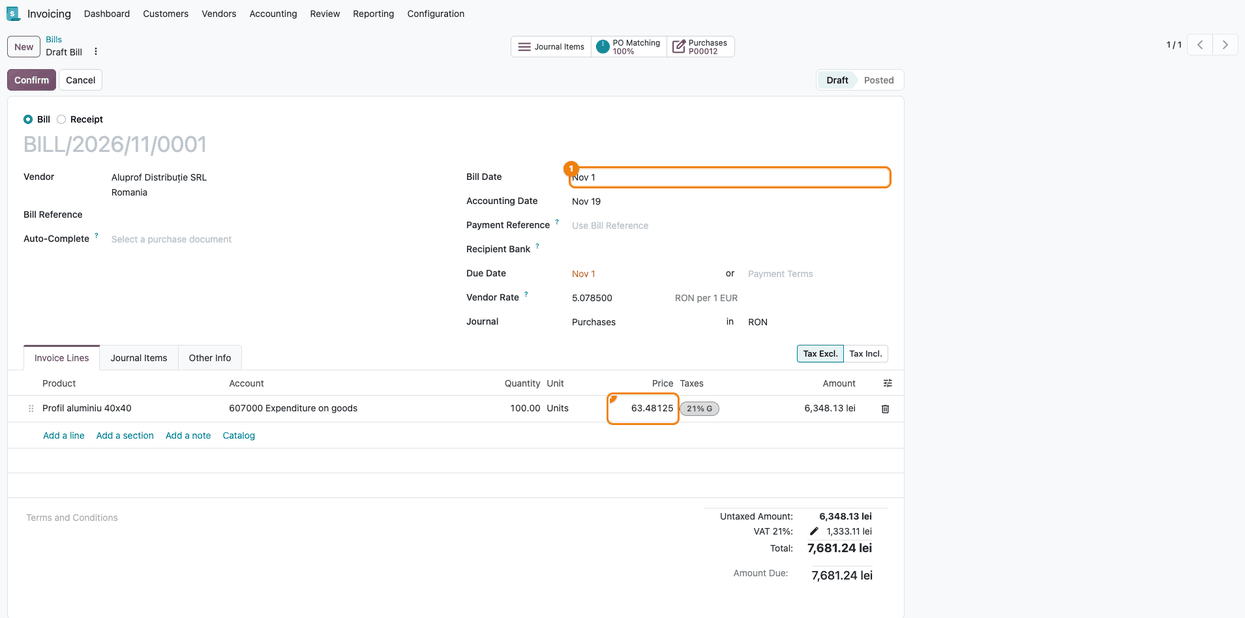 Invoicing Dashboard Customers Vendors Accounting Review Reporting Configuration
New
Bills
Draft Bill
Journal Items
PO Matching
100%
Purchases
P00012
1 / 1
Confirm Cancel
Draft Posted
Bill Receipt
BILL/2026/11/0001
Vendor Aluprof Distribuție SRL
Romania
Bill Reference
Auto-Complete ? Select a purchase document
1
Bill Date Nov 1
Accounting Date Nov 19
Payment Reference ? Use Bill Reference
Recipient Bank ?
Due Date Nov 1 or Payment Terms
Vendor Rate ? 5.078500 RON per 1 EUR
Journal Purchases in RON
Invoice Lines Journal Items Other Info
Tax Excl. Tax Incl.
Product Account Quantity Unit Price Taxes Amount
Profil aluminiu 40x40 607000 Expenditure on goods 100.00 Units 63.48125 21% G 6,348.13 lei
Add a line Add a section Add a note Catalog
Terms and Conditions
Untaxed Amount: 6,348.13 lei
VAT 21%: 1,333.11 lei
Total: 7,681.24 lei
Amount Due: 7,681.24 lei